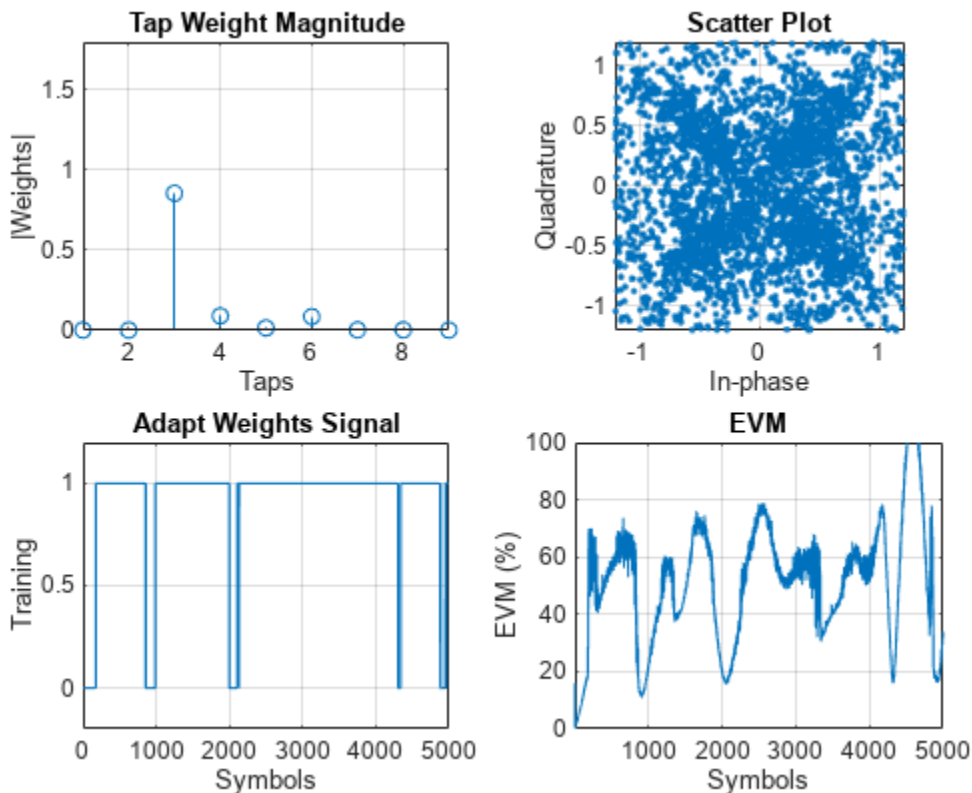 Tap Weight Magnitude
|Weights|
1.5
1
0.5
0
2 4 6 8
Taps
Scatter Plot
Quadrature
1
0.5
0
-0.5
-1
-1 0 1
In-phase
Adapt Weights Signal
Training
1
0.5
0
0 1000 2000 3000 4000 5000
Symbols
EVM
EVM (%)
100
80
60
40
20
0
1000 2000 3000 4000 5000
Symbols